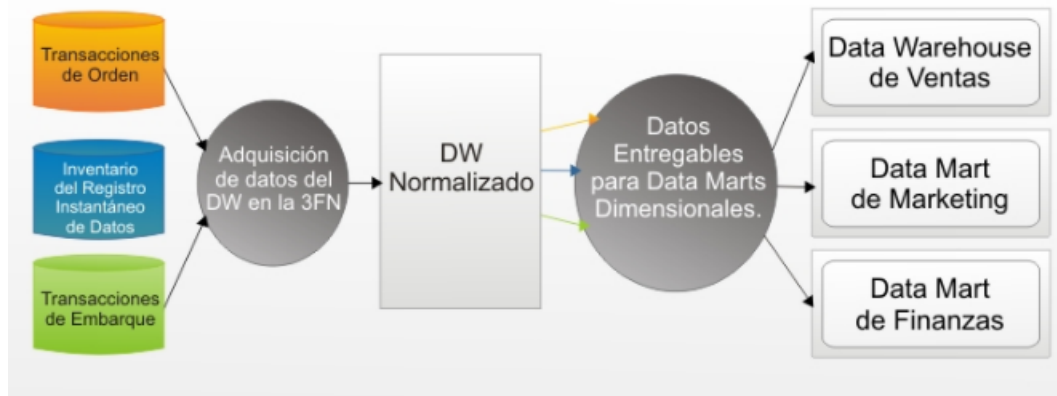 Transacciones
de Orden
Inventario
del Registro
Instantáneo
de Datos
Transacciones
de Embarque
Adquisición
de datos del
DW en la 3FN
DW
Normalizado
Datos
Entregables
para Data Marts
Dimensionales.
Data Warehouse
de Ventas
Data Mart
de Marketing
Data Mart
de Finanzas